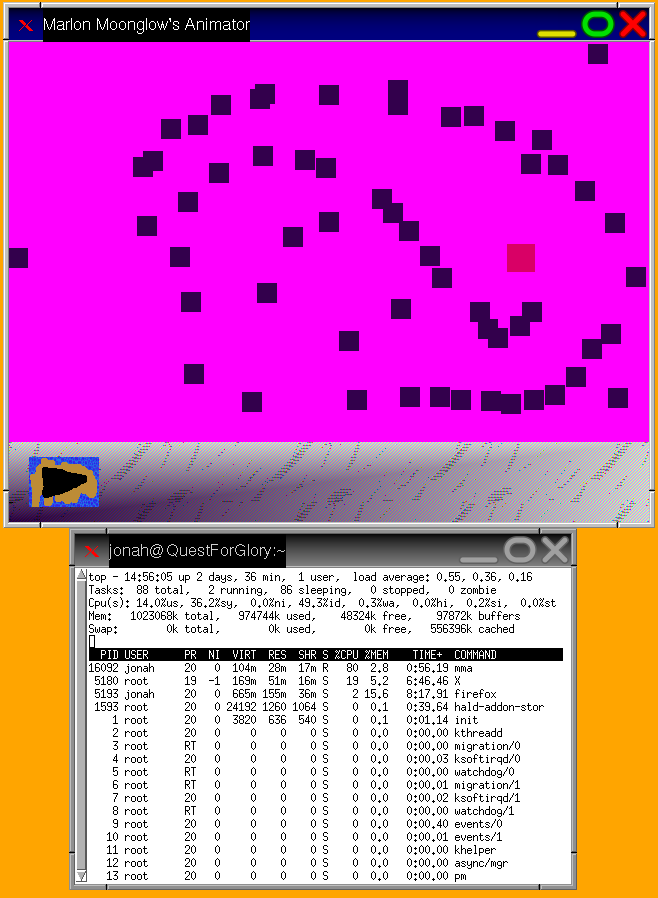 Marlon Moonglow's Animator
jonah@QuestForGlory:~
top - 14:56:05 up 2 days, 36 min,  1 user,  load average: 0.55, 0.36, 0.16
Tasks:  88 total,   2 running,  86 sleeping,   0 stopped,   0 zombie
Cpu(s): 14.0%us, 36.2%sy,  0.0%ni, 49.3%id,  0.3%wa,  0.0%hi,  0.2%si,  0.0%st
Mem:   1023068k total,   974744k used,    48324k free,    97872k buffers
Swap:        0k total,        0k used,        0k free,   556396k cached
PID USER      PR  NI  VIRT  RES  SHR S %CPU %MEM    TIME+  COMMAND
16092 jonah     20   0  104m  28m  17m R   80  2.8   0:56.19 mma
5180 root      19  -1  169m  51m  16m S   19  5.2   6:46.46 X
5193 jonah     20   0  665m 155m  36m S    2 15.6   8:17.91 firefox
1593 root      20   0 24192 1260 1064 S    0  0.1   0:39.64 hald-addon-stor
1 root      20   0  3820  636  540 S    0  0.1   0:01.14 init
2 root      20   0     0    0    0 S    0  0.0   0:00.00 kthreadd
3 root      RT   0     0    0    0 S    0  0.0   0:00.00 migration/0
4 root      20   0     0    0    0 S    0  0.0   0:00.03 ksoftirqd/0
5 root      RT   0     0    0    0 S    0  0.0   0:00.00 watchdog/0
6 root      RT   0     0    0    0 S    0  0.0   0:00.01 migration/1
7 root      20   0     0    0    0 S    0  0.0   0:00.02 ksoftirqd/1
8 root      RT   0     0    0    0 S    0  0.0   0:00.00 watchdog/1
9 root      20   0     0    0    0 S    0  0.0   0:00.40 events/0
10 root      20   0     0    0    0 S    0  0.0   0:00.01 events/1
11 root      20   0     0    0    0 S    0  0.0   0:00.00 khelper
12 root      20   0     0    0    0 S    0  0.0   0:00.00 async/mgr
13 root      20   0     0    0    0 S    0  0.0   0:00.00 pm